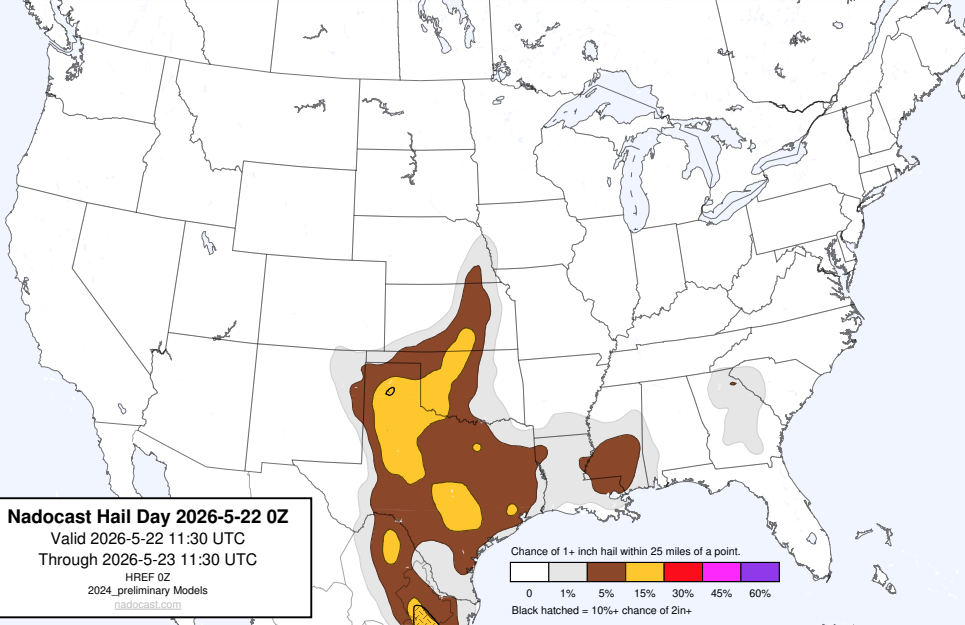 Nadocast Hail Day 2026-5-22 0Z
Valid 2026-5-22 11:30 UTC
Through 2026-5-23 11:30 UTC
HREF 0Z
2024_preliminary Models
nadocast.com
Chance of 1+ inch hail within 25 miles of a point.
0 1% 5% 15% 30% 45% 60%
Black hatched = 10%+ chance of 2in+